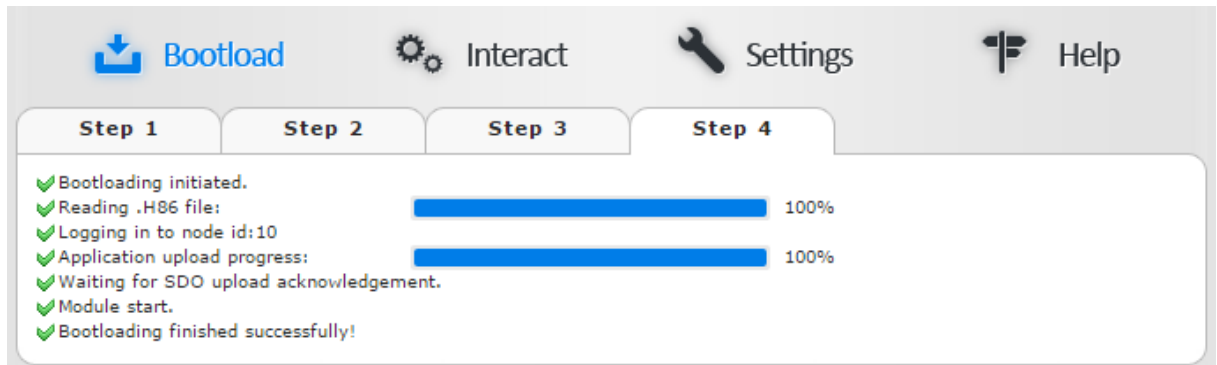 Bootload Interact Settings Help
Step 1 Step 2 Step 3 Step 4
Bootloading initiated.
Reading .H86 file: 100%
Logging in to node id:10
Application upload progress: 100%
Waiting for SDO upload acknowledgement.
Module start.
Bootloading finished successfully!